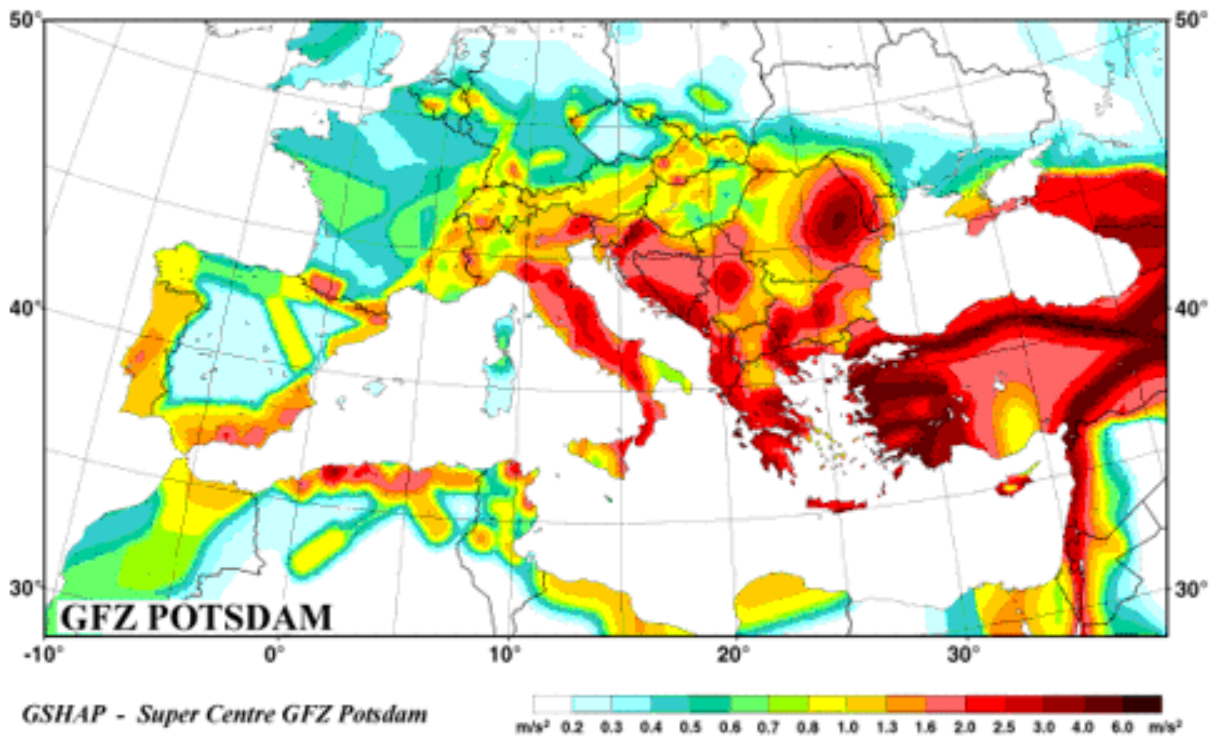 50° 50°
40° 40°
30° 30°
GFZ POTSDAM
-10° 0° 10° 20° 30°
GSHAP - Super Centre GFZ Potsdam
m/s² 0.2 0.3 0.4 0.5 0.6 0.7 0.8 1.0 1.3 1.6 2.0 2.5 3.0 4.0 6.0 m/s²